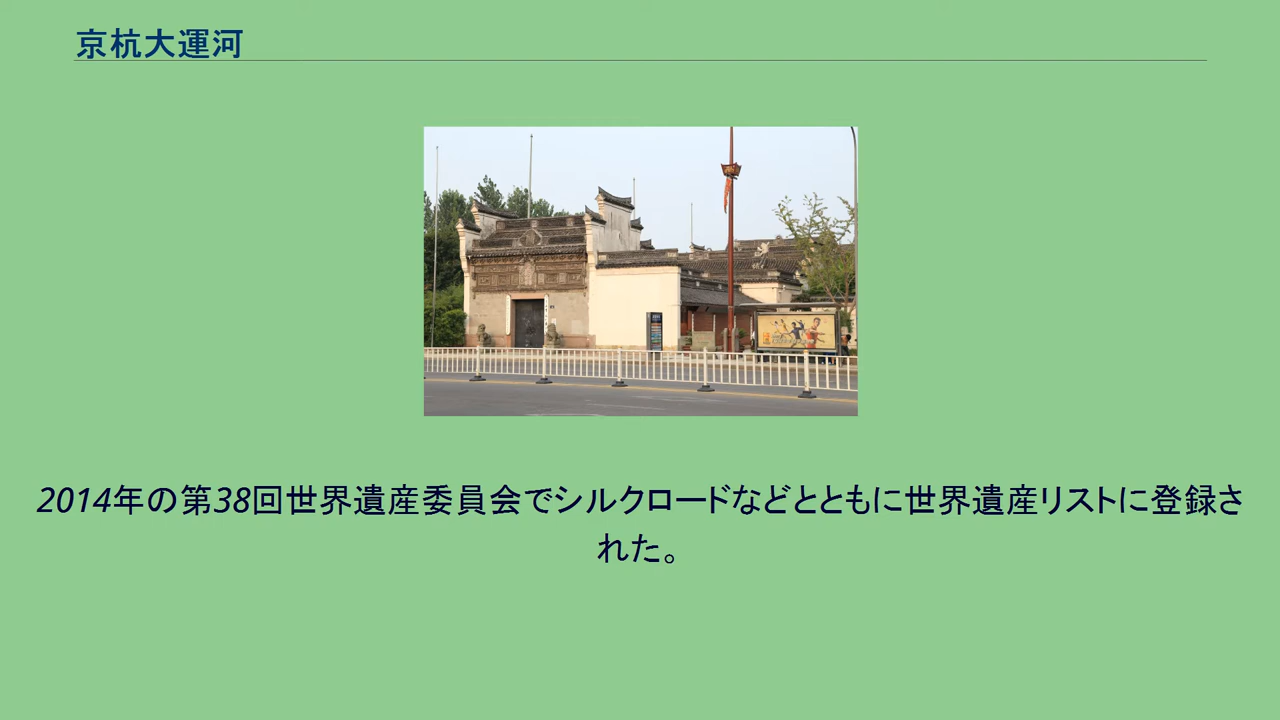 京杭大運河
2014年の第38回世界遺産委員会でシルクロードなどとともに世界遺産リストに登録さ
れた。